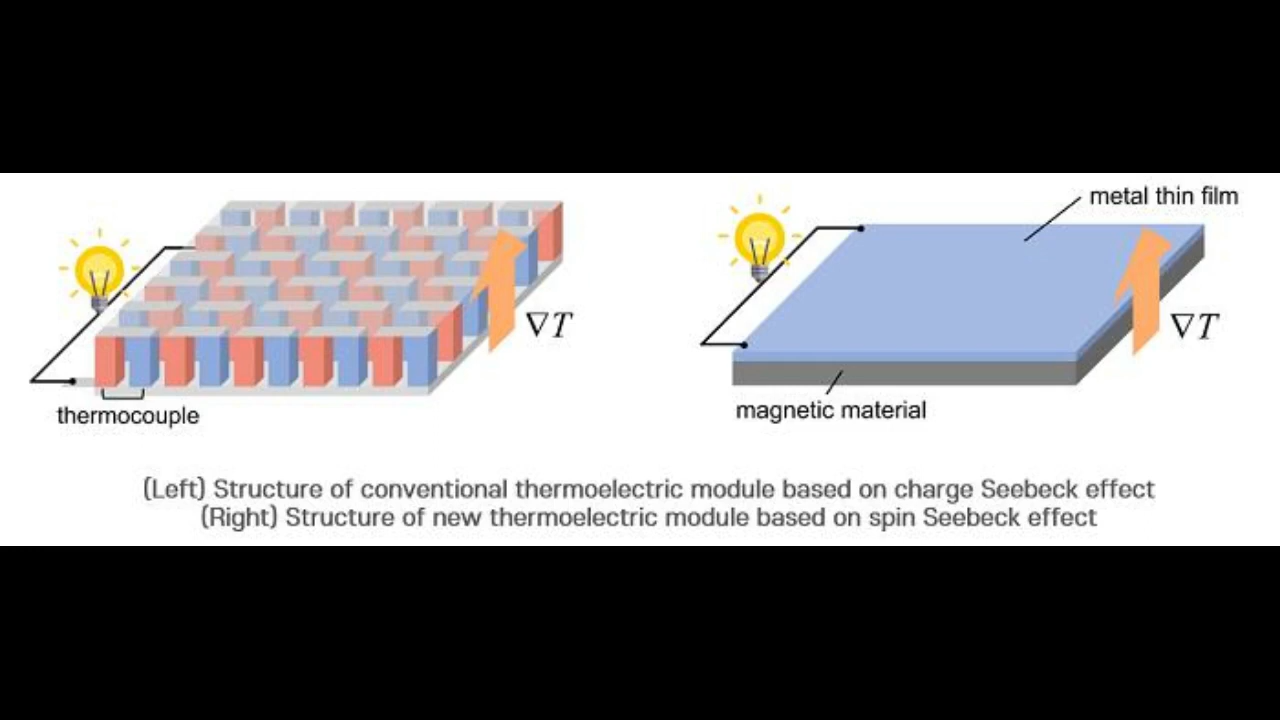 metal thin film
∇T
∇T
thermocouple
magnetic material
(Left) Structure of conventional thermoelectric module based on charge Seebeck effect
(Right) Structure of new thermoelectric module based on spin Seebeck effect